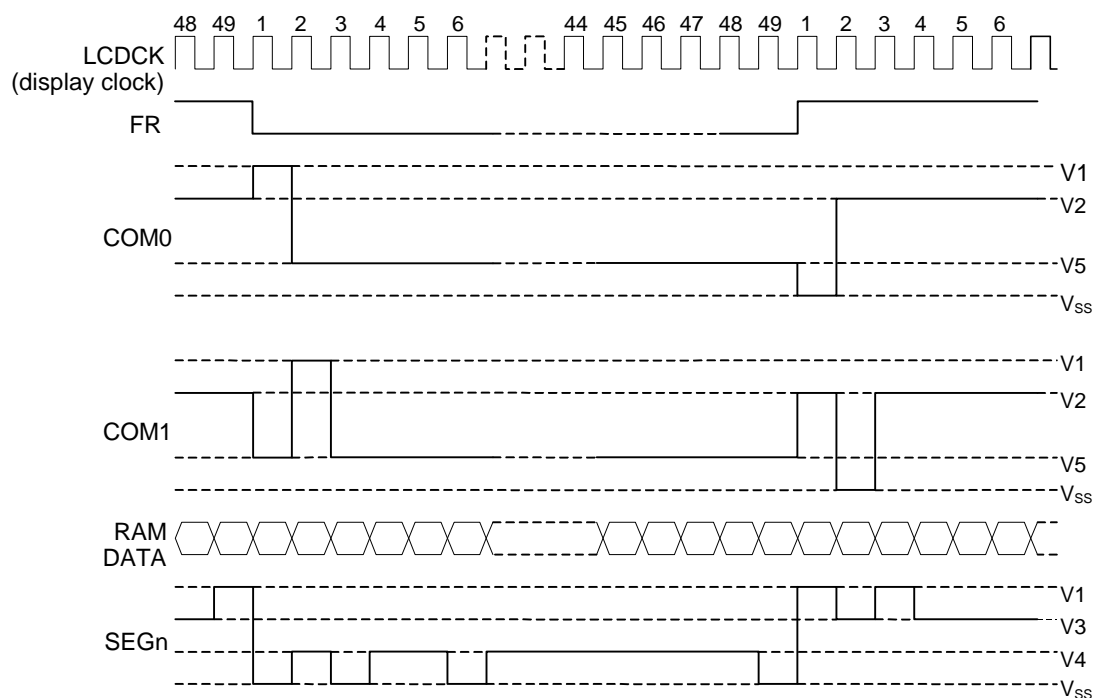 48 49 1 2 3 4 5 6 44 45 46 47 48 49 1 2 3 4 5 6
LCDCK
(display clock)
FR
V1
V2
COM0
V5
VSS
V1
V2
COM1
V5
VSS
RAM
DATA
V1
V3
SEGn
V4
VSS